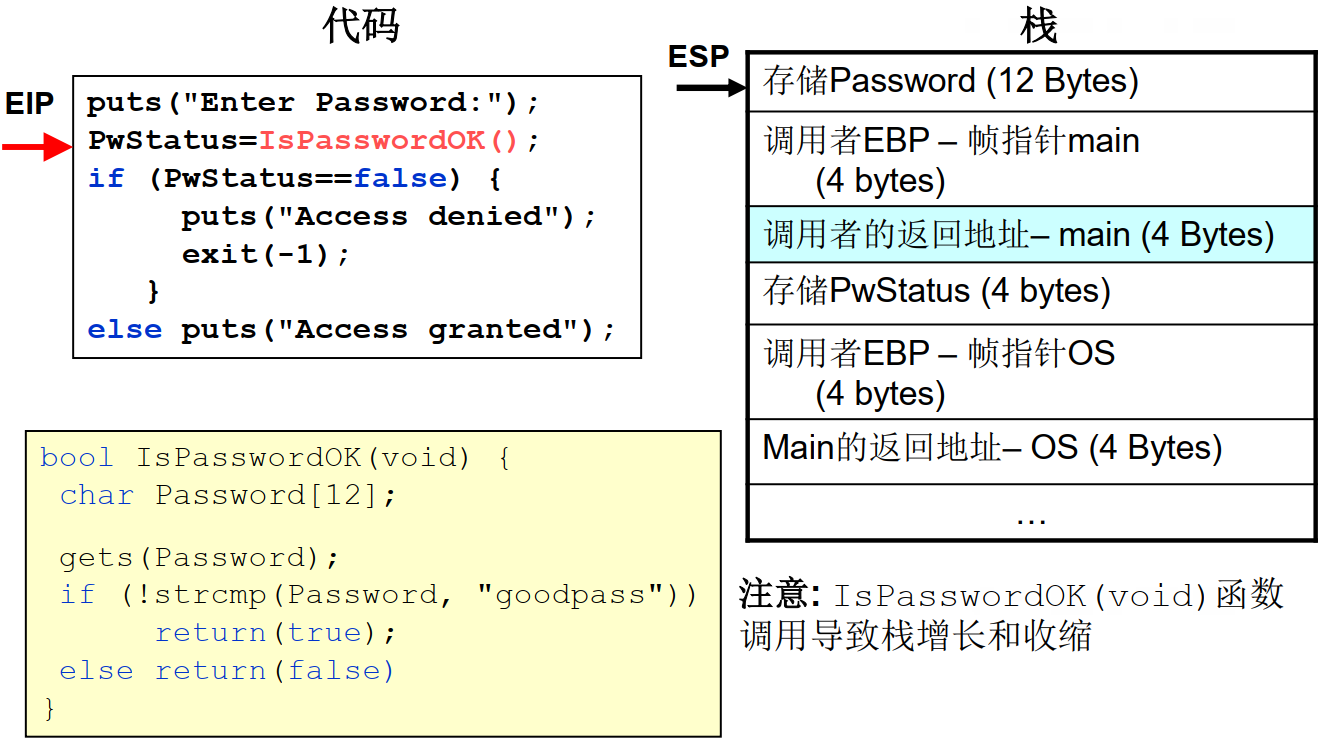 代码
EIP
puts("Enter Password:");
PwStatus=IsPasswordOK();
if (PwStatus==false) {
puts("Access denied");
exit(-1);
}
else puts("Access granted");
bool IsPasswordOK(void) {
char Password[12];
gets(Password);
if (!strcmp(Password, "goodpass"))
return(true);
else return(false)
}
栈
ESP
存储Password (12 Bytes)
调用者EBP – 帧指针main
(4 bytes)
调用者的返回地址– main (4 Bytes)
存储PwStatus (4 bytes)
调用者EBP – 帧指针OS
(4 bytes)
Main的返回地址– OS (4 Bytes)
…
注意: IsPasswordOK(void)函数
调用导致栈增长和收缩